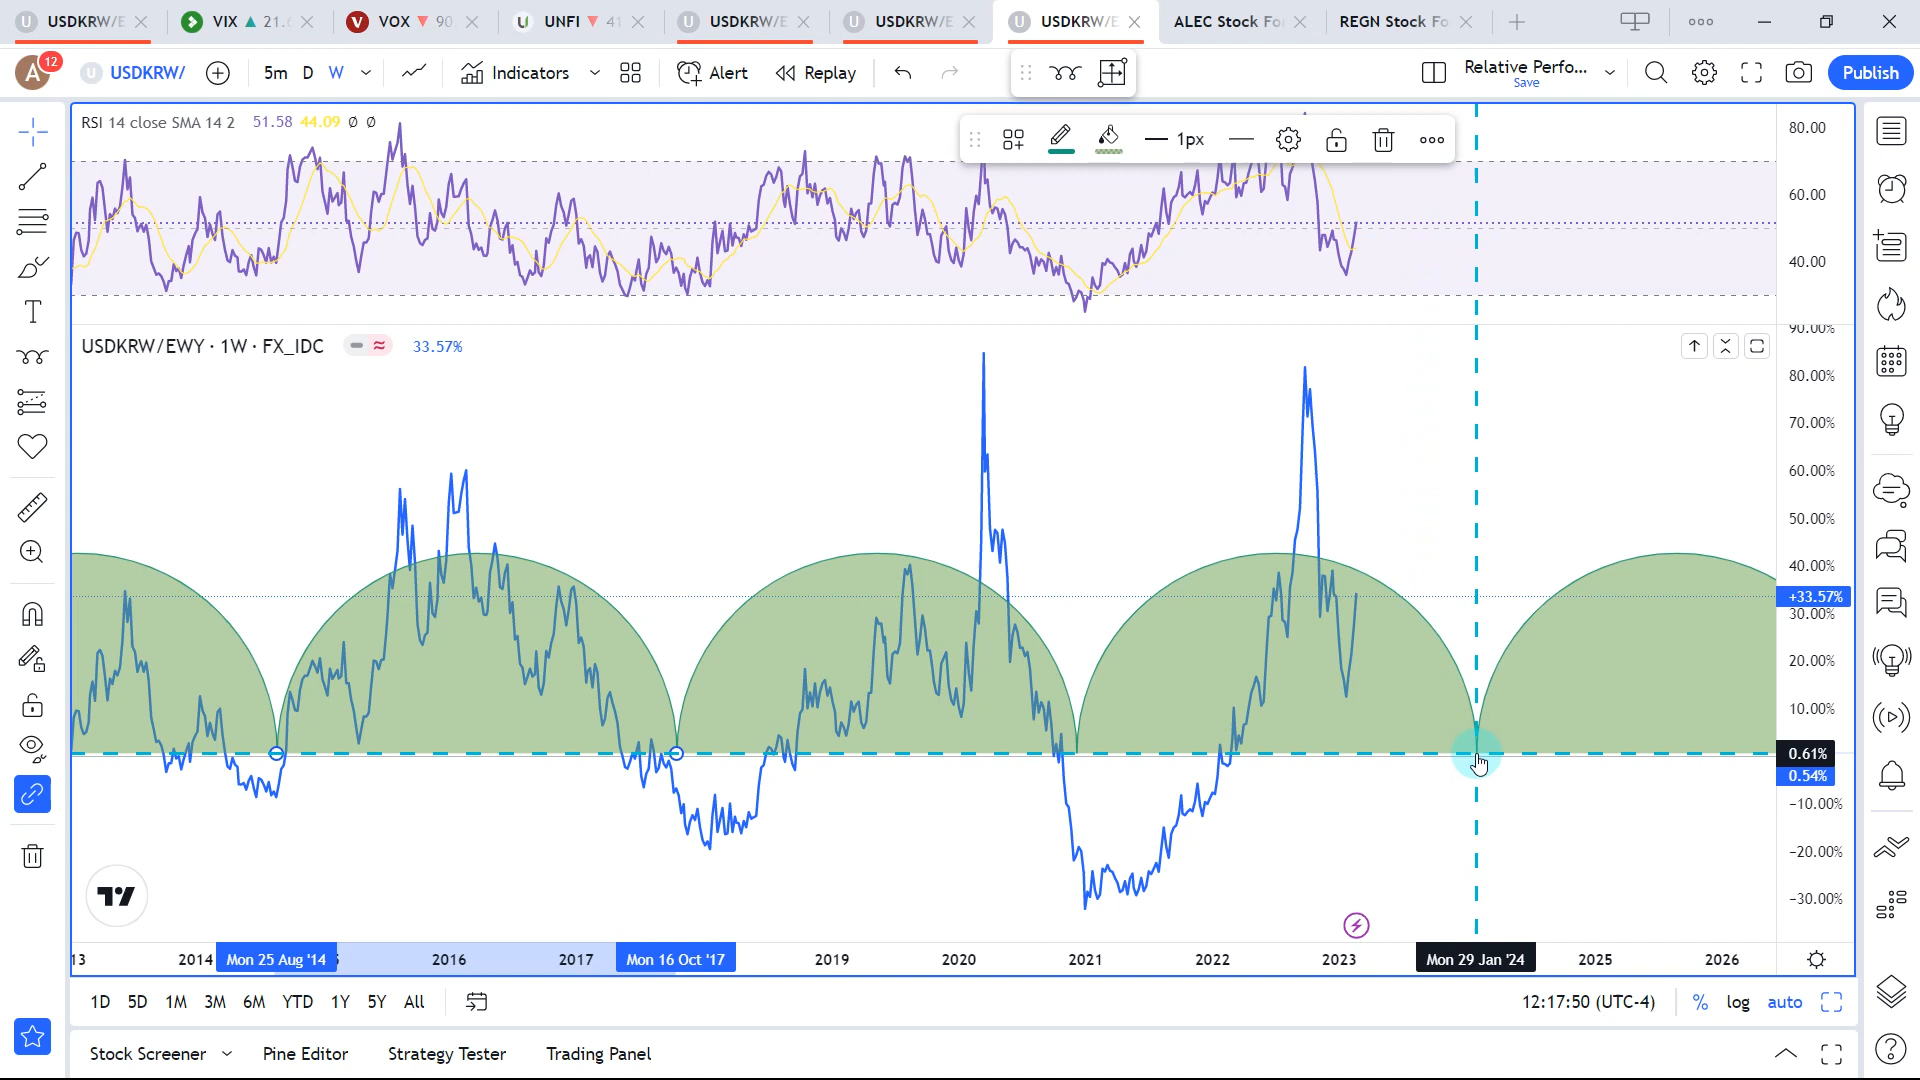 USDKRW/E
VIX 21.
VOX 90
UNFI 41
USDKRW/E
USDKRW/E
USDKRW/E
ALEC Stock Fo
REGN Stock Fo
A 12
USDKRW/
5m D W
Indicators
Alert
Replay
Relative Perfo...
Save
Publish
RSI 14 close SMA 14 2 51.58 44.09 Ø Ø
1px
80.00
60.00
40.00
USDKRW/EWY · 1W · FX_IDC
33.57%
90.00%
80.00%
70.00%
60.00%
50.00%
40.00%
+33.57%
30.00%
20.00%
10.00%
0.61%
0.54%
-10.00%
-20.00%
-30.00%
13 2014 Mon 25 Aug '14 2016 2017 Mon 16 Oct '17 2019 2020 2021 2022 2023 Mon 29 Jan '24 2025 2026
1D 5D 1M 3M 6M YTD 1Y 5Y All
12:17:50 (UTC-4) % log auto
Stock Screener Pine Editor Strategy Tester Trading Panel